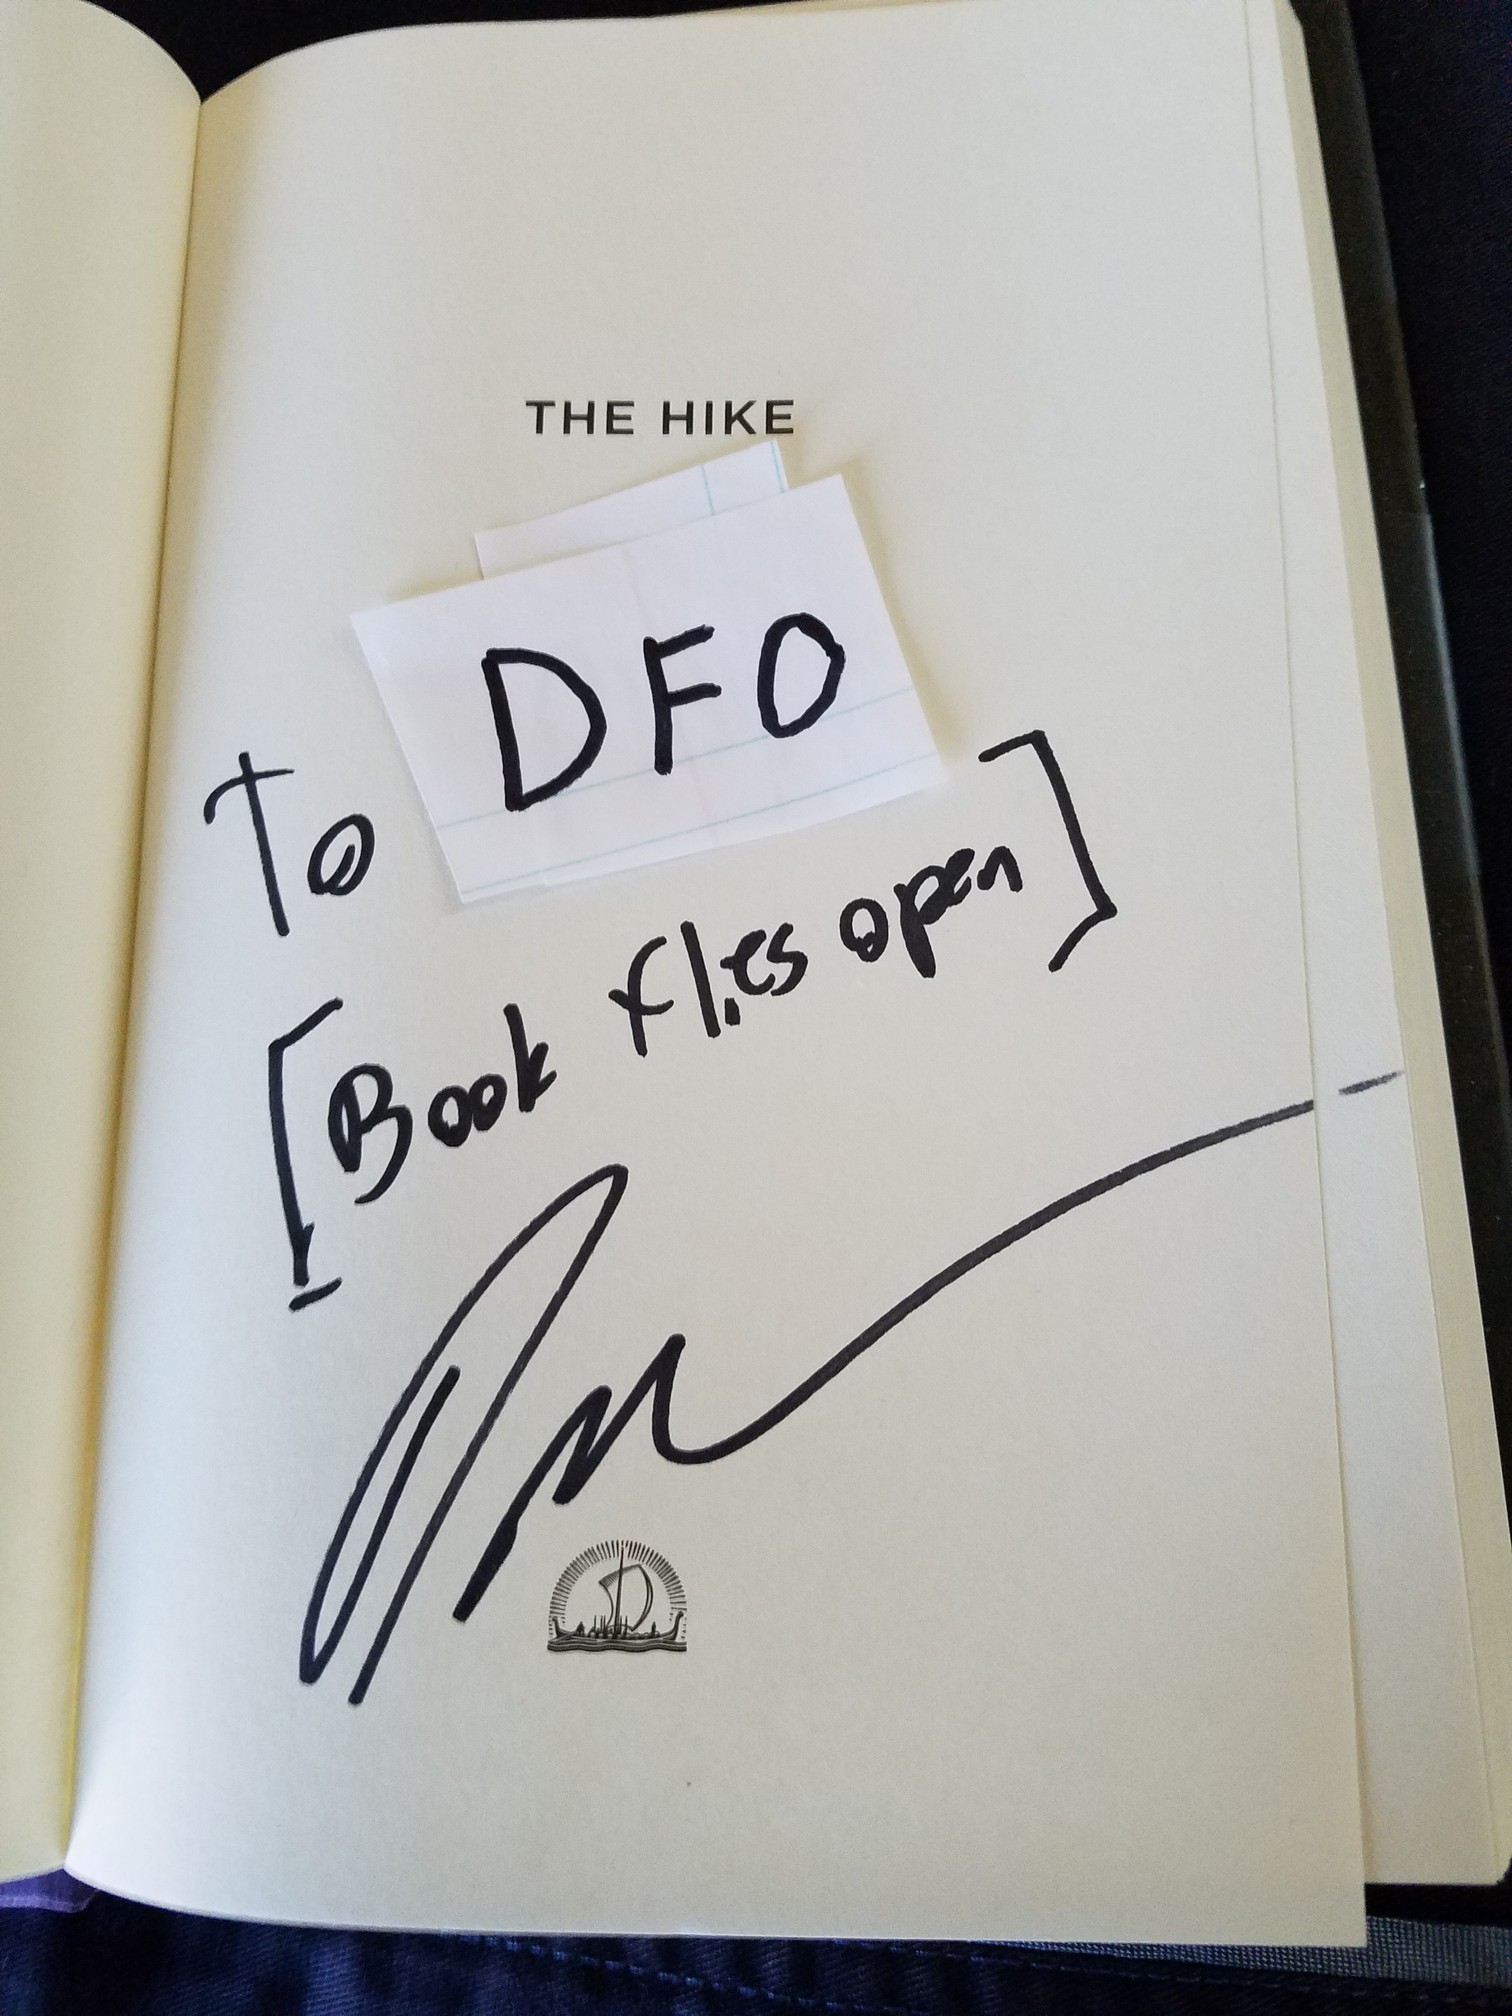 THE HIKE
To DFO
[Book flies open]